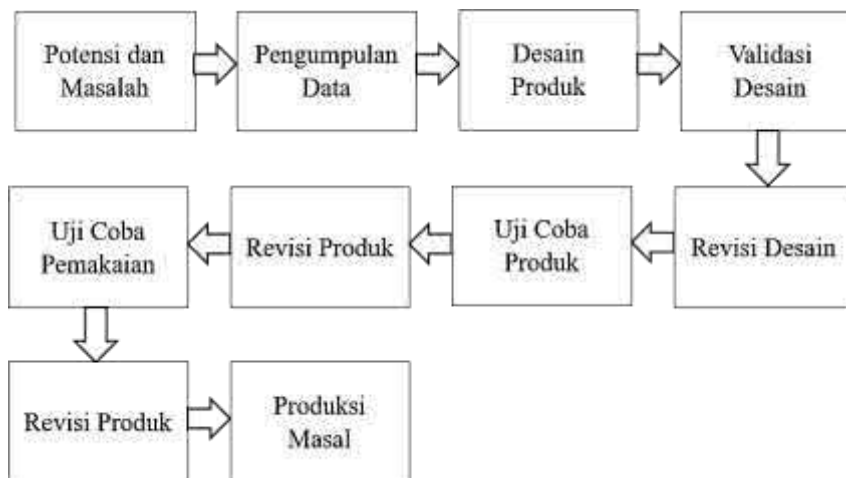 Potensi dan
Masalah
Pengumpulan
Data
Desain
Produk
Validasi
Desain
Revisi Desain
Uji Coba
Produk
Revisi Produk
Uji Coba
Pemakaian
Revisi Produk
Produksi
Masal